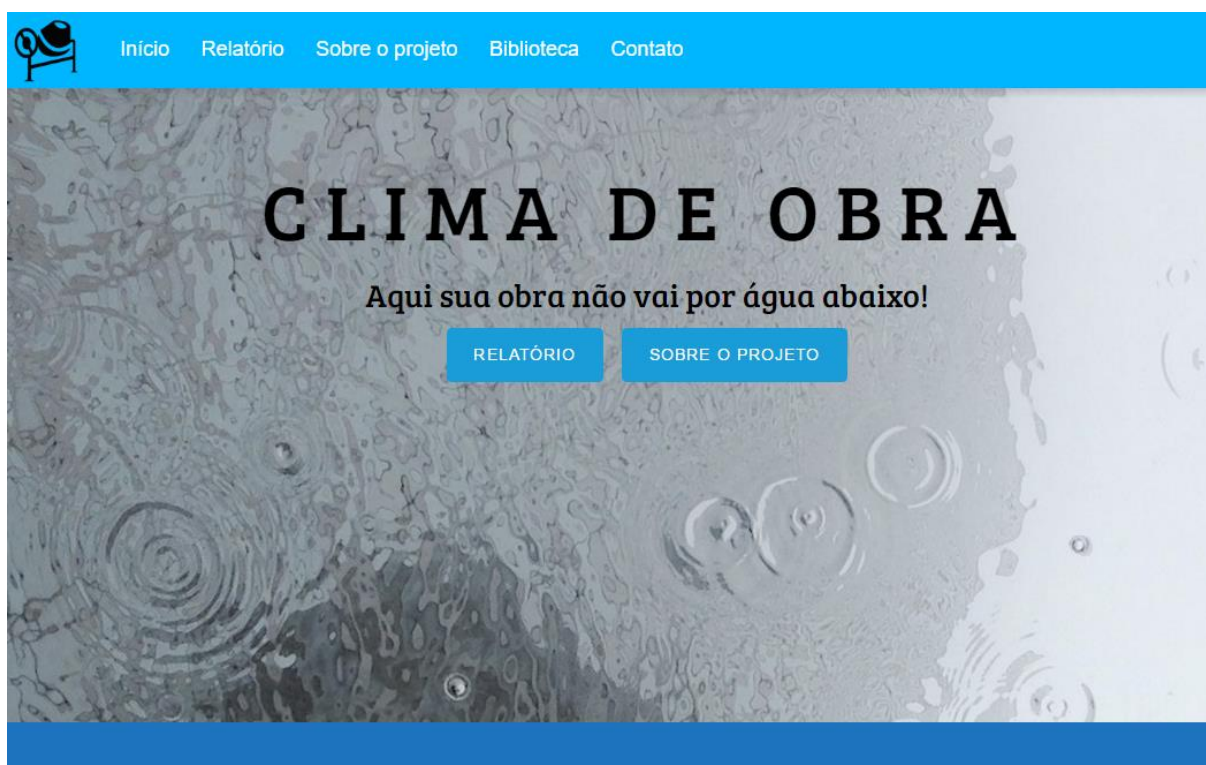 Início Relatório Sobre o projeto Biblioteca Contato
CLIMA DE OBRA
Aqui sua obra não vai por água abaixo!
RELATÓRIO SOBRE O PROJETO